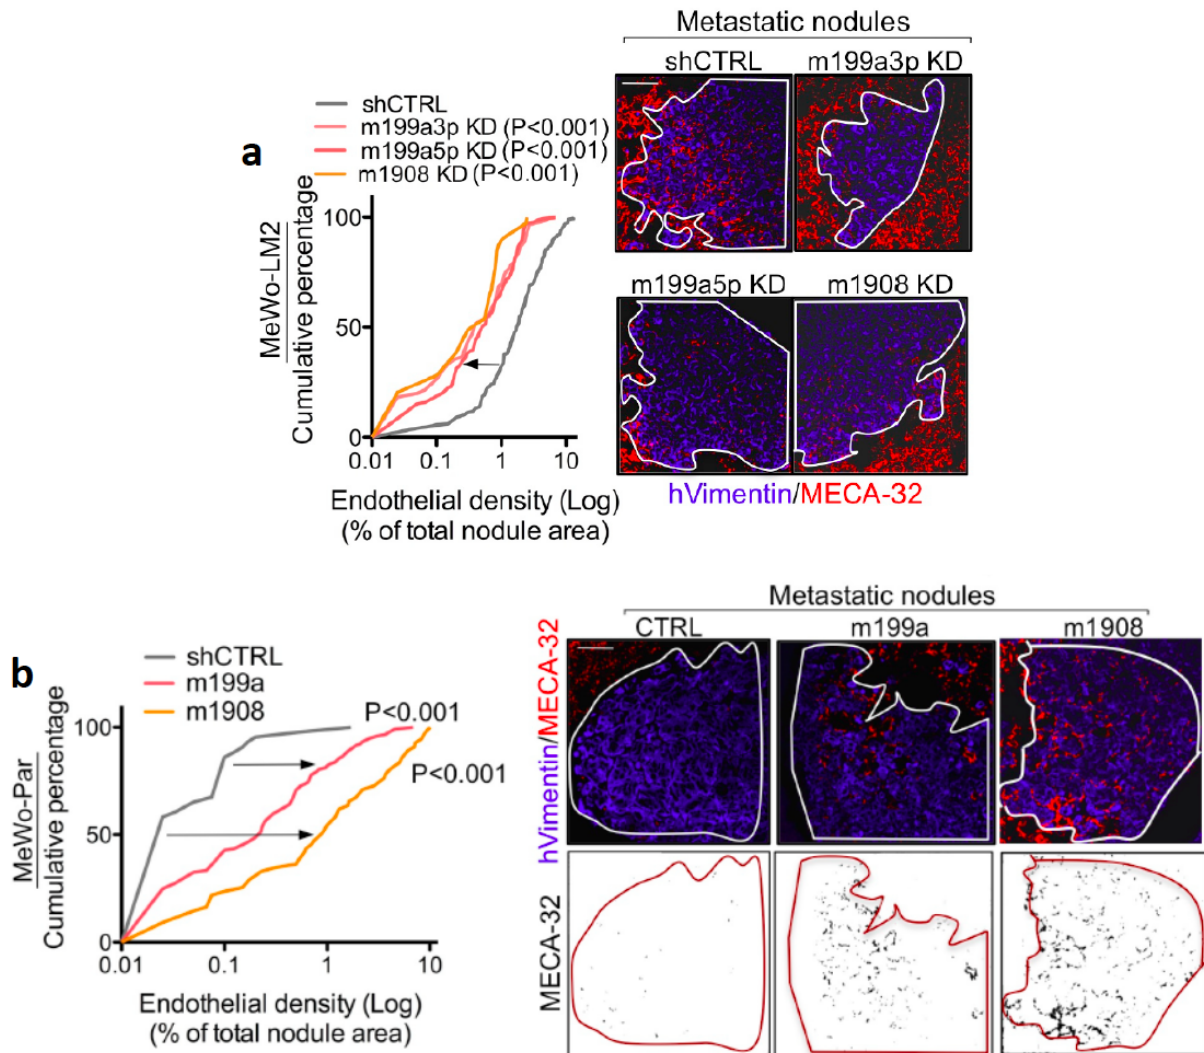 Metastatic nodules
shCTRL
m199a3p KD
a
shCTRL
m199a3p KD (P<0.001)
m199a5p KD (P<0.001)
m1908 KD (P<0.001)
MeWo-LM2
Cumulative percentage
100
50
0
0.01 0.1 1 10
Endothelial density (Log)
(% of total nodule area)
m199a5p KD
m1908 KD
hVimentin/MECA-32
b
shCTRL
m199a
m1908
P<0.001
P<0.001
MeWo-Par
Cumulative percentage
100
50
0
0.01 0.1 1 10
Endothelial density (Log)
(% of total nodule area)
Metastatic nodules
CTRL
m199a
m1908
hVimentin/MECA-32
MECA-32